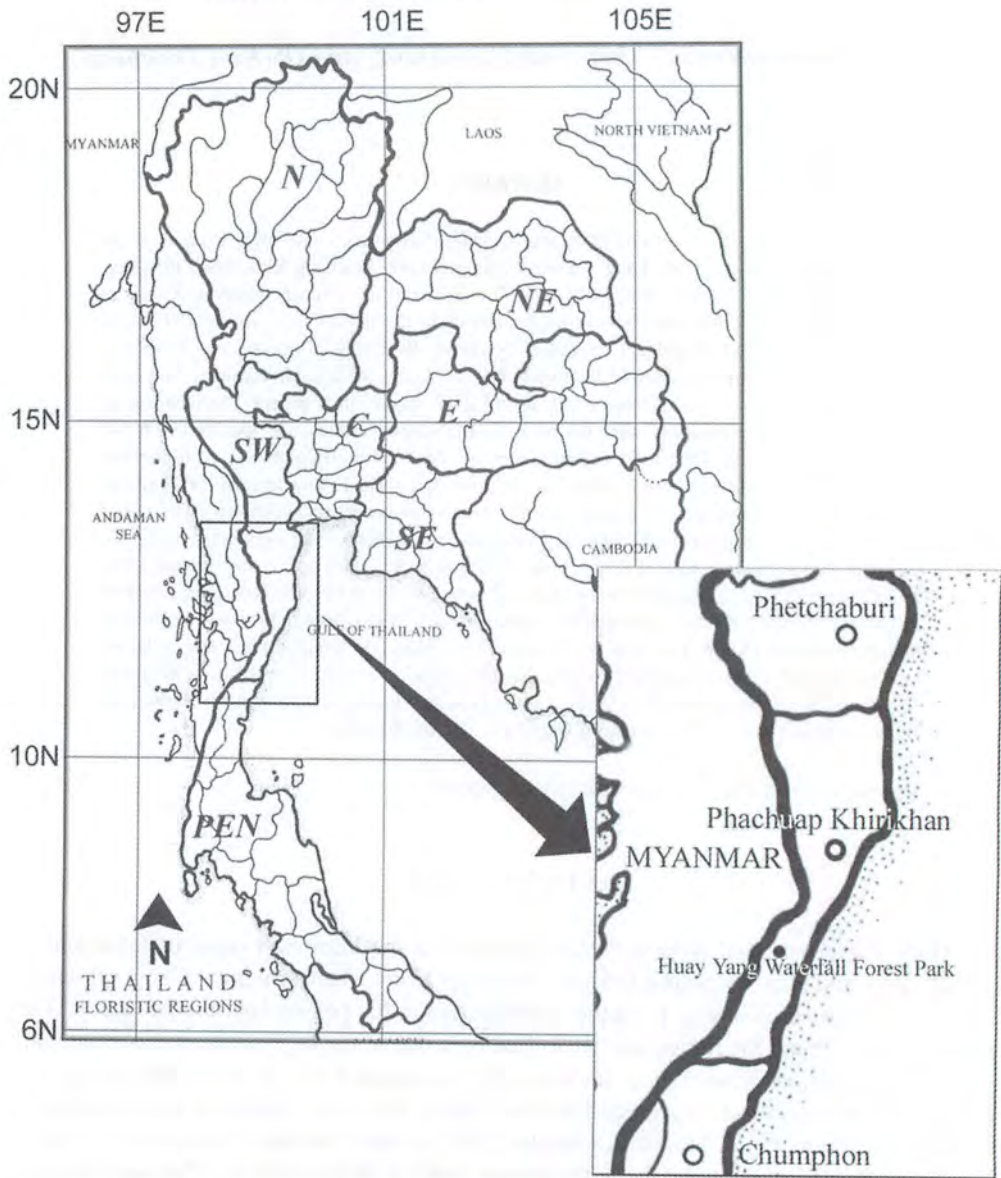 97E 101E 105E
20N
MYANMAR
LAOS
NORTH VIETNAM
N
NE
15N
C
E
SW
ANDAMAN
SEA
SE
CAMBODIA
GULF OF THAILAND
Phetchaburi
10N
Phachuap Khirikhan
PEN
MYANMAR
N
Huay Yang Waterfall Forest Park
THAILAND
FLORISTIC REGIONS
6N
Chumphon